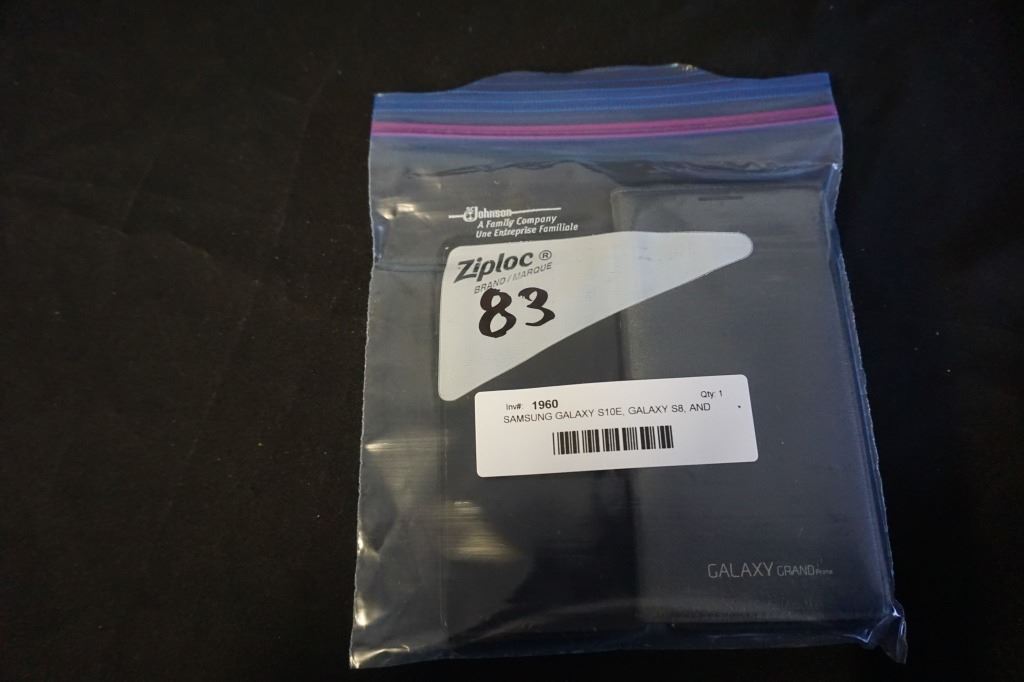 Johnson
A Family Company
Une Entreprise Familiale
Ziploc ®
BRAND / MARQUE
83
Inv#: 1960 Qty: 1
SAMSUNG GALAXY S10E, GALAXY S8, AND
GALAXY GRAND Prime